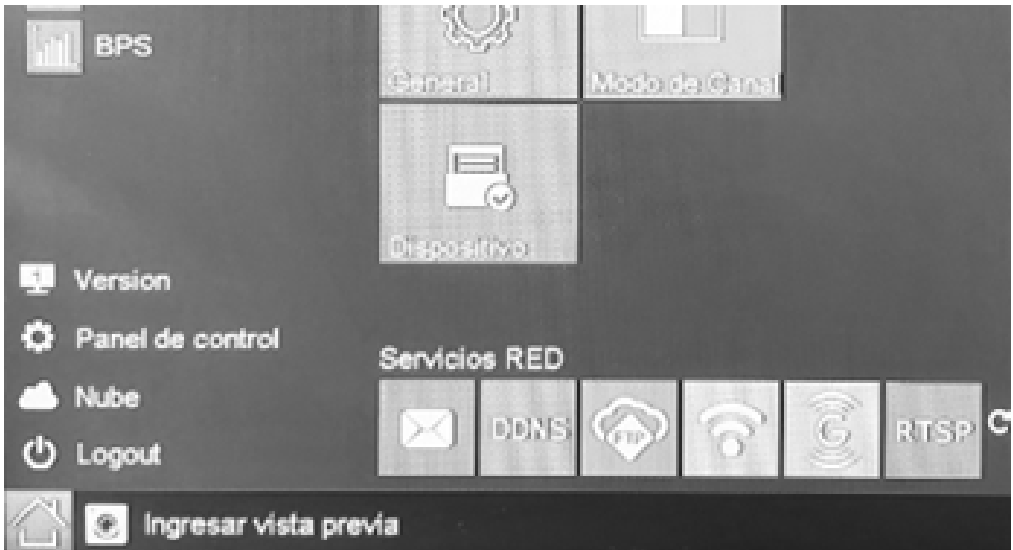 BPS
General
Modo de Canal
Dispositivo
Version
Panel de control
Nube
Logout
Servicios RED
DDNS
FTP
G
RTSP
Ingresar vista previa